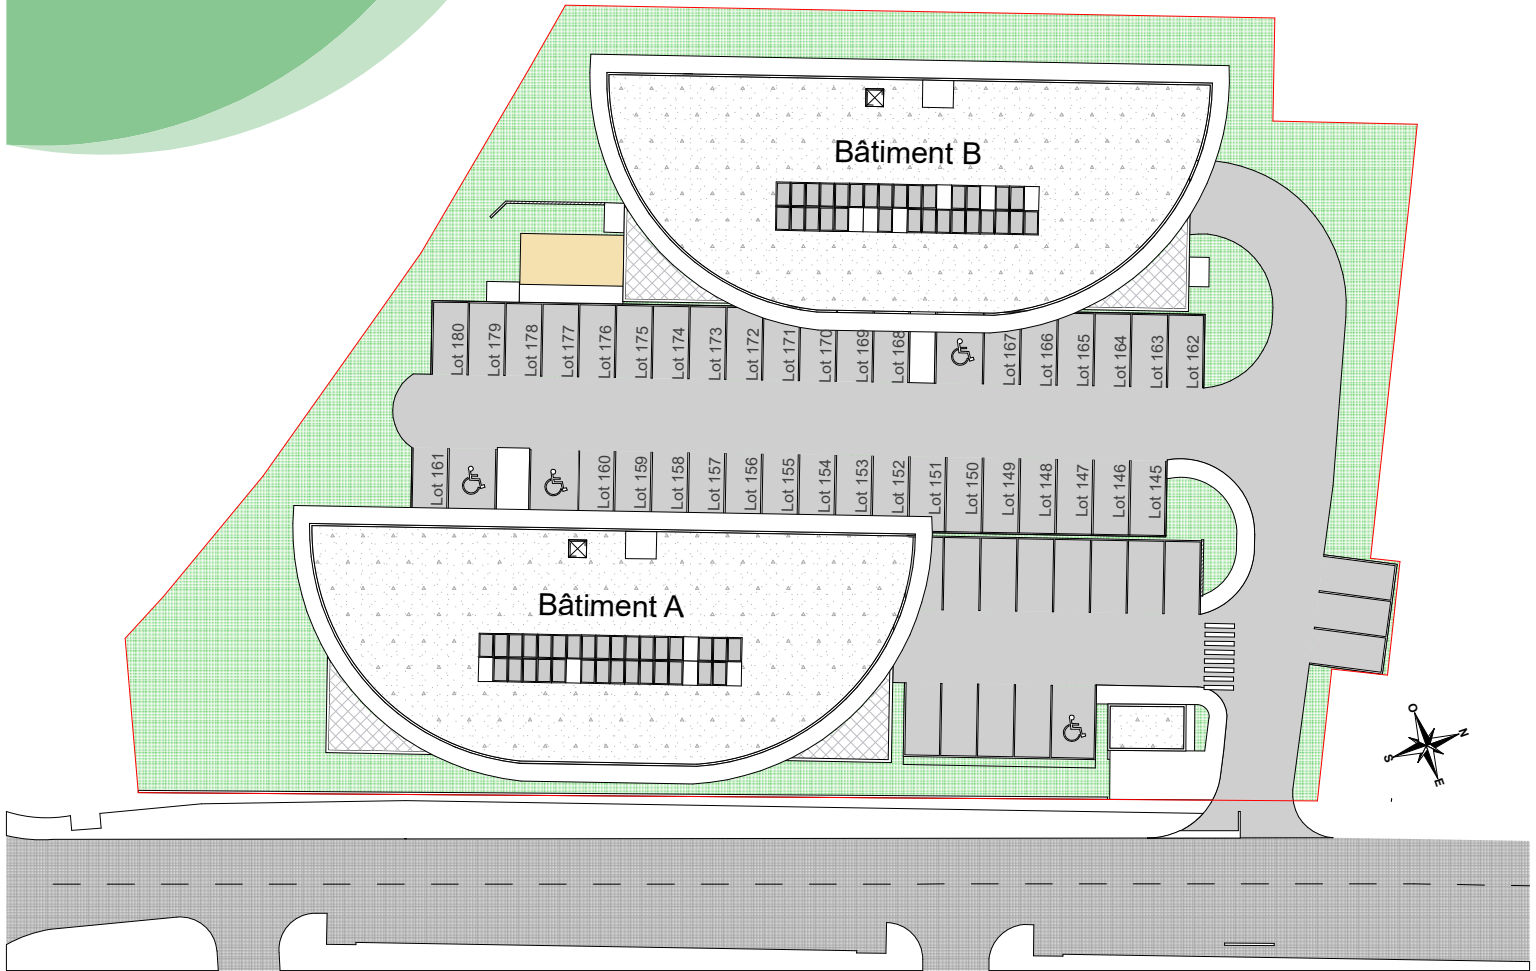 Bâtiment B
Lot 180
Lot 179
Lot 178
Lot 177
Lot 176
Lot 175
Lot 174
Lot 173
Lot 172
Lot 171
Lot 170
Lot 169
Lot 168
Lot 167
Lot 166
Lot 165
Lot 164
Lot 163
Lot 162
Lot 161
Lot 160
Lot 159
Lot 158
Lot 157
Lot 156
Lot 155
Lot 154
Lot 153
Lot 152
Lot 151
Lot 150
Lot 149
Lot 148
Lot 147
Lot 146
Lot 145
Bâtiment A
O
N
S
E